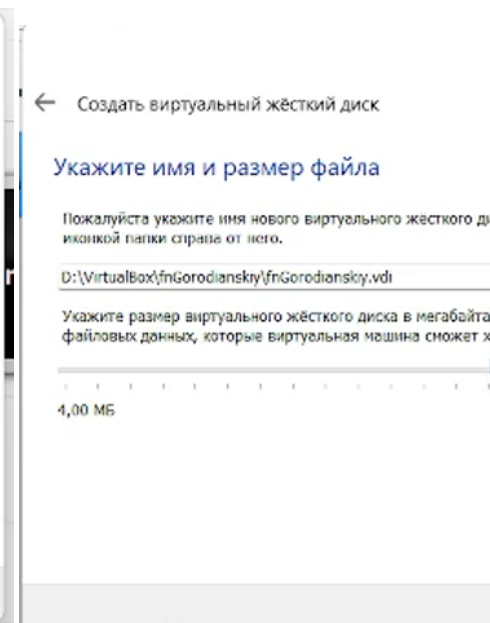 Создать виртуальный жёсткий диск
Укажите имя и размер файла
Пожалуйста укажите имя нового виртуального жесткого ди
иконкой папки справа от него.
D:\VirtualBox\fnGorodianskiy\fnGorodianskiy.vdi
Укажите размер виртуального жёсткого диска в мегабайта
файловых данных, которые виртуальная машина сможет х
4,00 МБ